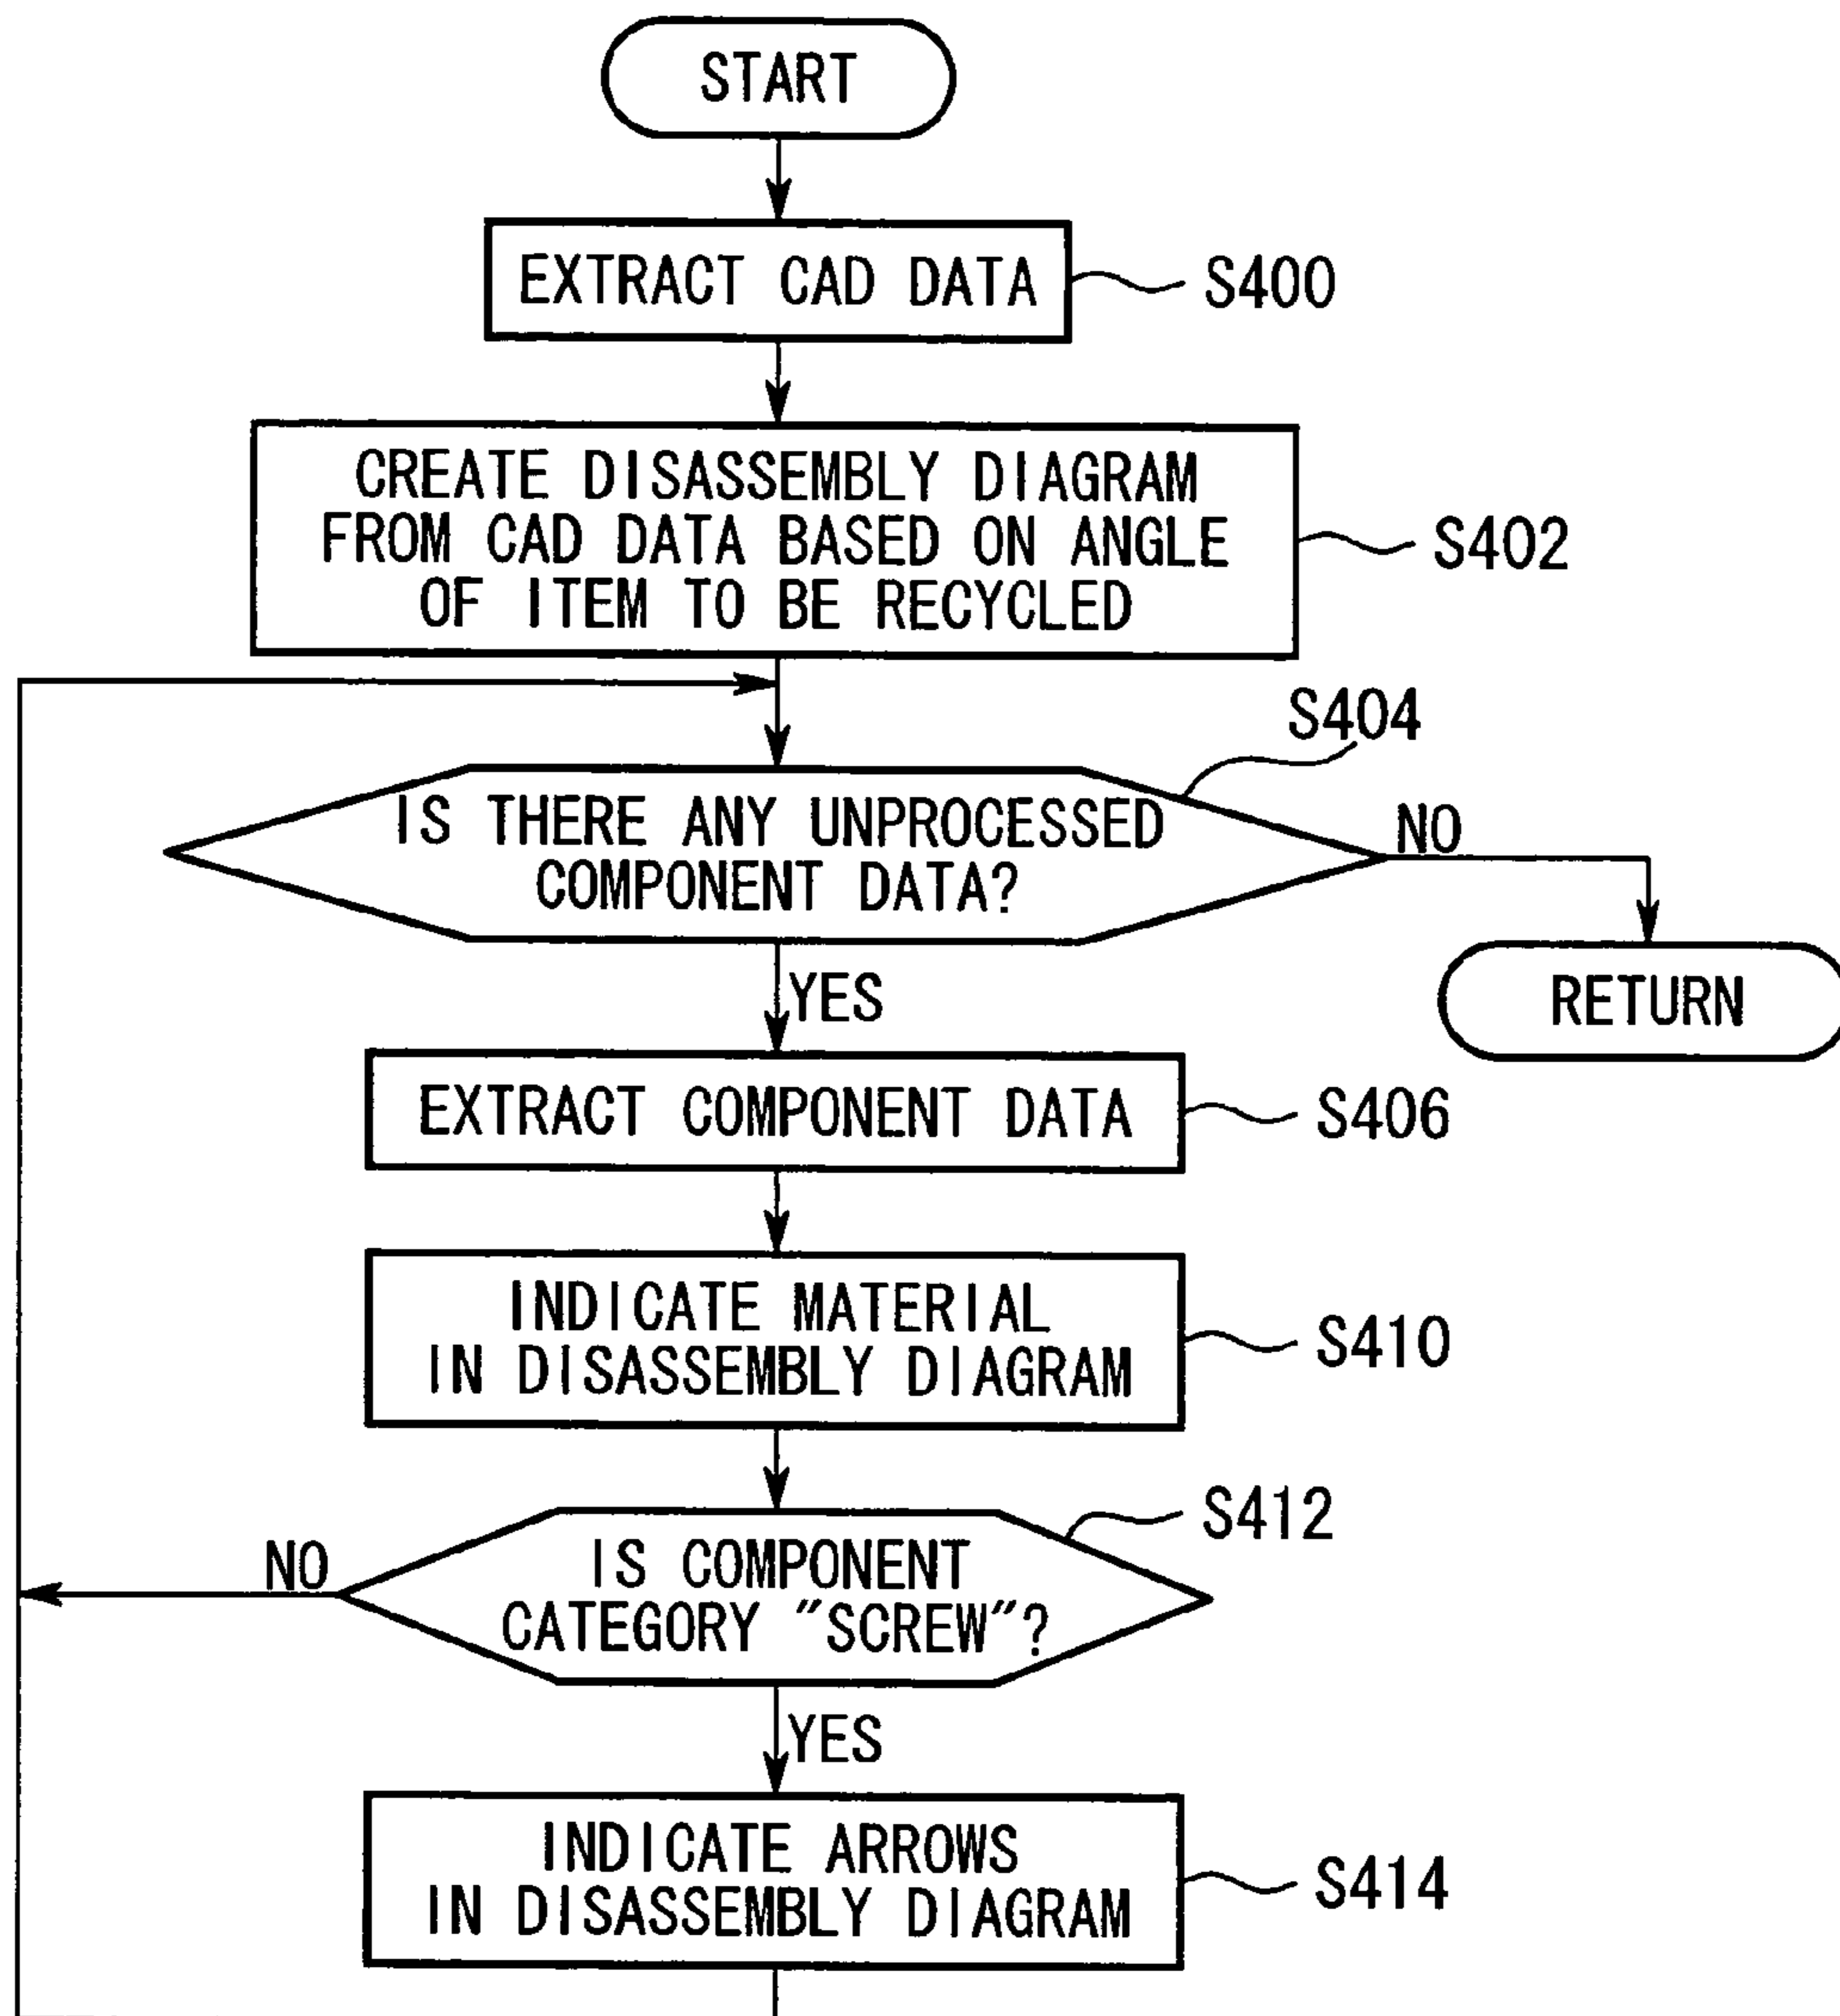 START
EXTRACT CAD DATA
S400
CREATE DISASSEMBLY DIAGRAM
FROM CAD DATA BASED ON ANGLE
OF ITEM TO BE RECYCLED
S402
S404
IS THERE ANY UNPROCESSED
COMPONENT DATA?
NO
YES
RETURN
EXTRACT COMPONENT DATA
S406
INDICATE MATERIAL
IN DISASSEMBLY DIAGRAM
S410
S412
IS COMPONENT
CATEGORY "SCREW"?
NO
YES
INDICATE ARROWS
IN DISASSEMBLY DIAGRAM
S414